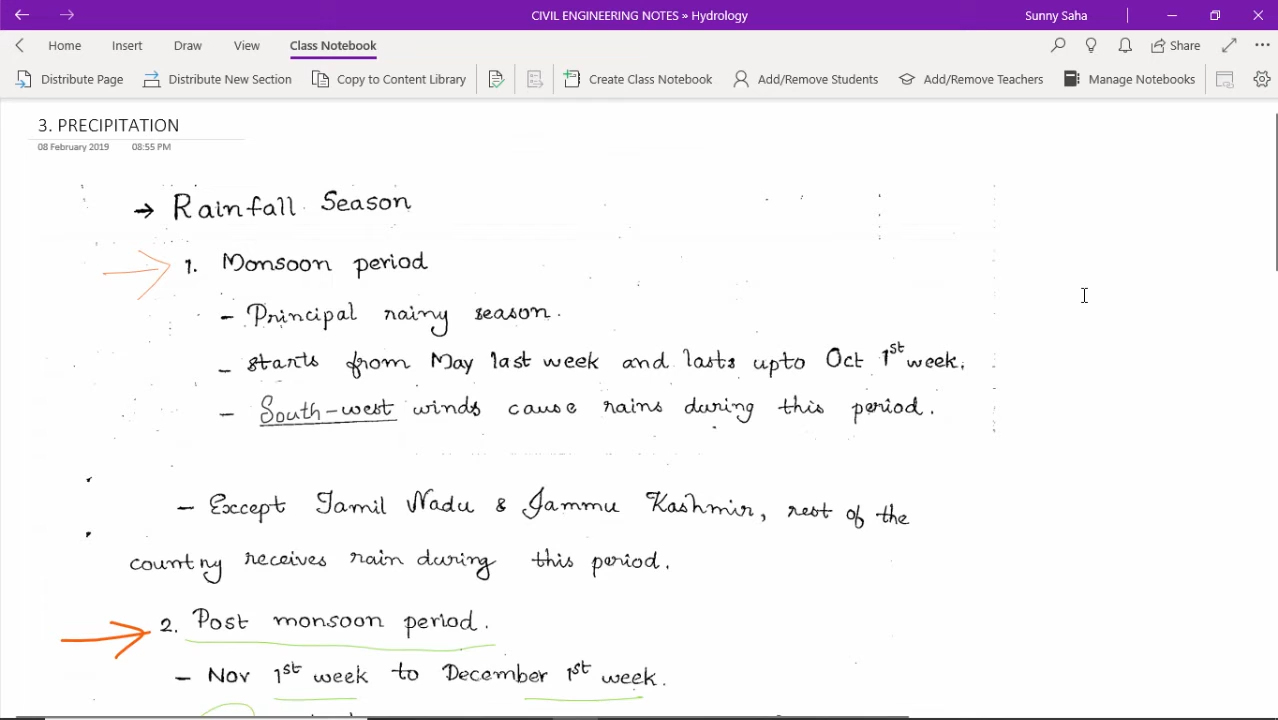 CIVIL ENGINEERING NOTES » Hydrology
Sunny Saha
Home Insert Draw View Class Notebook
Share
Distribute Page Distribute New Section Copy to Content Library Create Class Notebook Add/Remove Students Add/Remove Teachers Manage Notebooks
3. PRECIPITATION
08 February 2019 08:55 PM
→ Rainfall Season
1. Monsoon period
- Principal rainy season.
- starts from May last week and lasts upto Oct 1st week.
- South-west winds cause rains during this period.
- Except Tamil Nadu & Jammu Kashmir, rest of the
country receives rain during this period.
2. Post monsoon period.
- Nov 1st week to December 1st week.